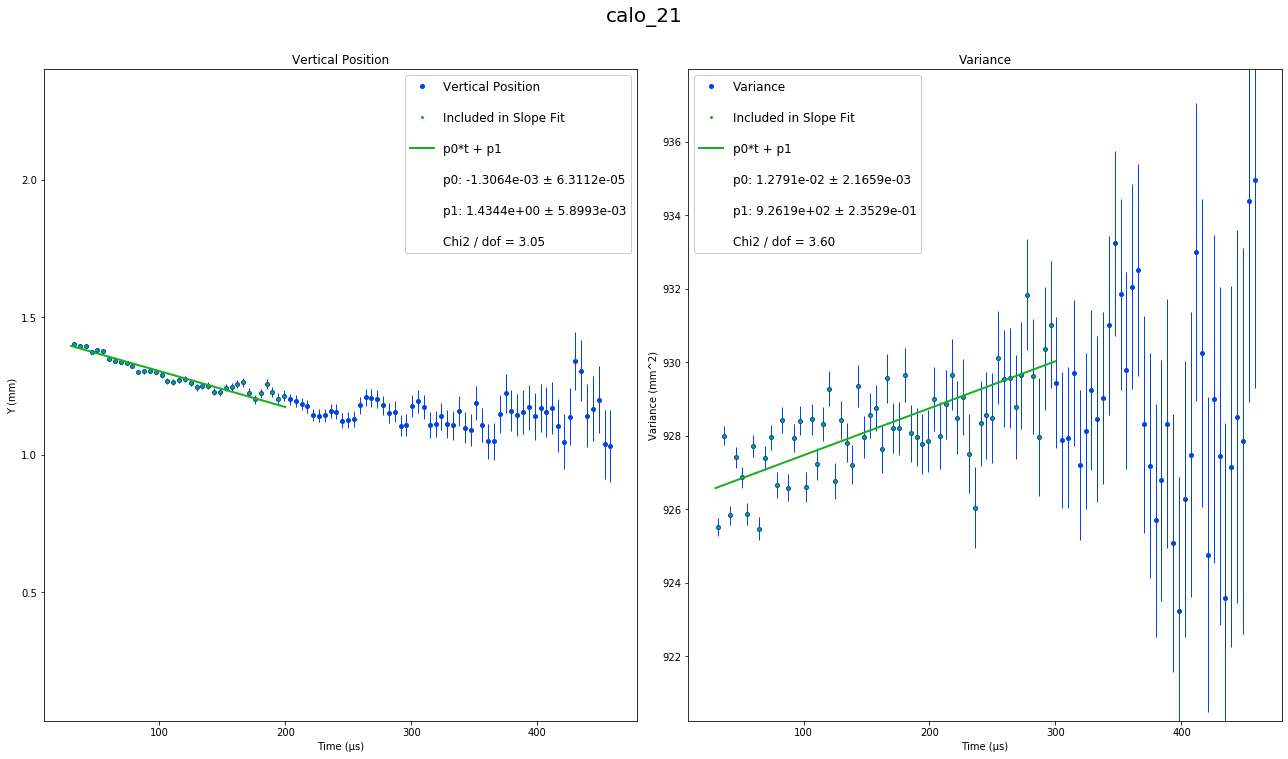 calo_21
Vertical Position
Vertical Position
Included in Slope Fit
p0*t + p1
p0: -1.3064e-03 ± 6.3112e-05
p1: 1.4344e+00 ± 5.8993e-03
Chi2 / dof = 3.05
Y (mm)
2.0
1.5
1.0
0.5
100
200
300
400
Time (µs)
Variance
Variance
Included in Slope Fit
p0*t + p1
p0: 1.2791e-02 ± 2.1659e-03
p1: 9.2619e+02 ± 2.3529e-01
Chi2 / dof = 3.60
Variance (mm^2)
936
934
932
930
928
926
924
922
100
200
300
400
Time (µs)